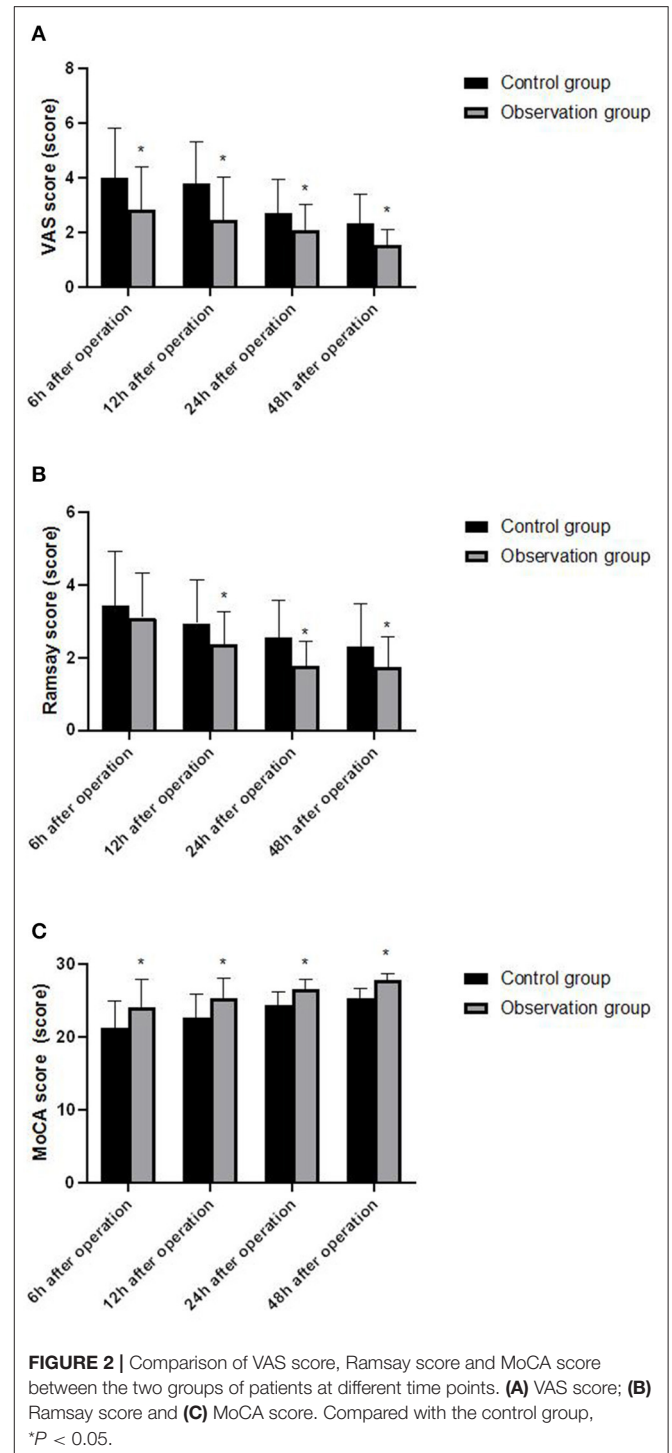 A
8
6
4
2
0
VAS score (score)
Control group
Observation group
*
*
*
*
6h after operation
12h after operation
24h after operation
48h after operation
B
6
4
2
0
Ramsay score (score)
Control group
Observation group
*
*
*
6h after operation
12h after operation
24h after operation
48h after operation
C
30
20
10
0
MoCA score (score)
Control group
Observation group
*
*
*
*
6h after operation
12h after operation
24h after operation
48h after operation
FIGURE 2 | Comparison of VAS score, Ramsay score and MoCA score
between the two groups of patients at different time points. (A) VAS score; (B)
Ramsay score and (C) MoCA score. Compared with the control group,
*P < 0.05.